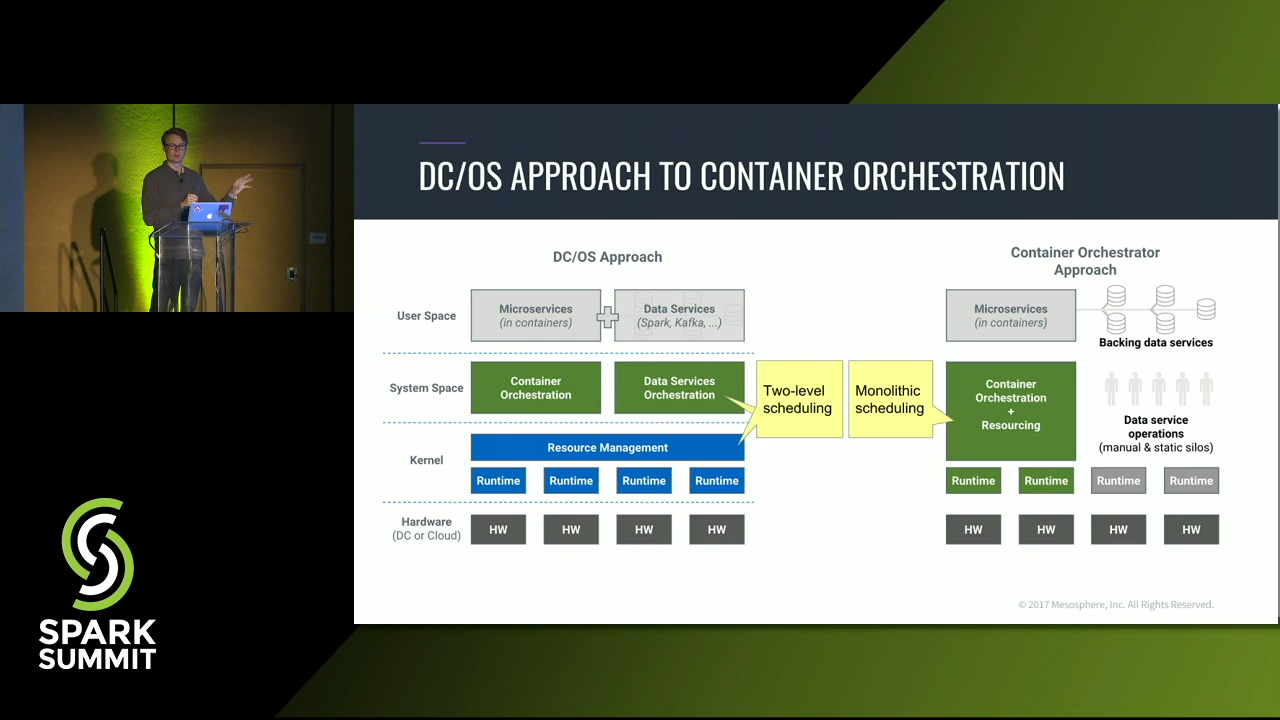 DC/OS APPROACH TO CONTAINER ORCHESTRATION
DC/OS Approach
User Space
Microservices
(in containers)
Data Services
(Spark, Kafka, ...)
System Space
Container
Orchestration
Data Services
Orchestration
Kernel
Resource Management
Runtime
Runtime
Runtime
Runtime
Hardware
(DC or Cloud)
HW
HW
HW
HW
Two-level
scheduling
Monolithic
scheduling
Container Orchestrator
Approach
Microservices
(in containers)
Backing data services
Container
Orchestration
+
Resourcing
Data service
operations
(manual & static silos)
Runtime
Runtime
Runtime
Runtime
HW
HW
HW
HW
© 2017 Mesosphere, Inc. All Rights Reserved.
SPARK
SUMMIT